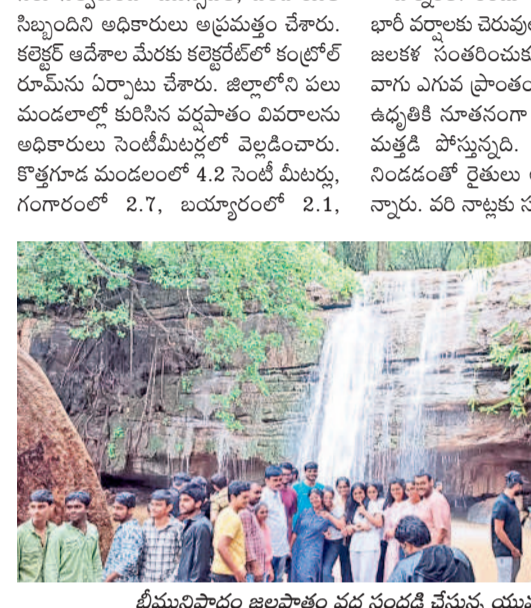 సిబ్బందిని అధికారులు అప్రమత్తం చేశారు.
కలెక్టర్ ఆదేశాల మేరకు కలెక్టరేట్‌లో కంట్రోల్
రూమ్‌ను ఏర్పాటు చేశారు. జిల్లాలోని పలు
మండలాల్లో కురిసిన వర్షపాతం వివరాలను
అధికారులు సెంటీమీటర్లలో వెల్లడించారు.
కొత్తగూడ మండలంలో 4.2 సెంటీ మీటర్లు,
గంగారంలో 2.7, బయ్యారంలో 2.1,
భారీ వర్షాలకు
జలకళ
వాగు ఎగువ
ఉధృతికి నూతనంగా
మత్తడి పోస్తున్నది.
నిండడంతో రైతులు
న్నారు. వరి నాట్లకు
భీమునిపాదం జలపాతం వద్ద సందడి చేస్తున్న